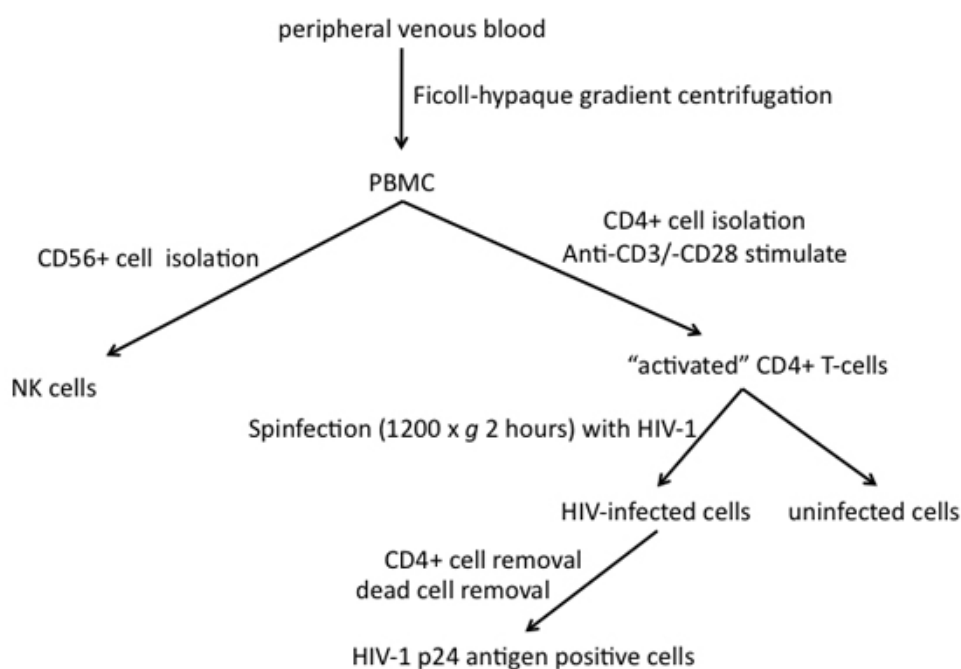 peripheral venous blood
Ficoll-hypaque gradient centrifugation
PBMC
CD56+ cell isolation
CD4+ cell isolation
Anti-CD3/-CD28 stimulate
NK cells
“activated” CD4+ T-cells
Spinfection (1200 x g 2 hours) with HIV-1
HIV-infected cells
uninfected cells
CD4+ cell removal
dead cell removal
HIV-1 p24 antigen positive cells